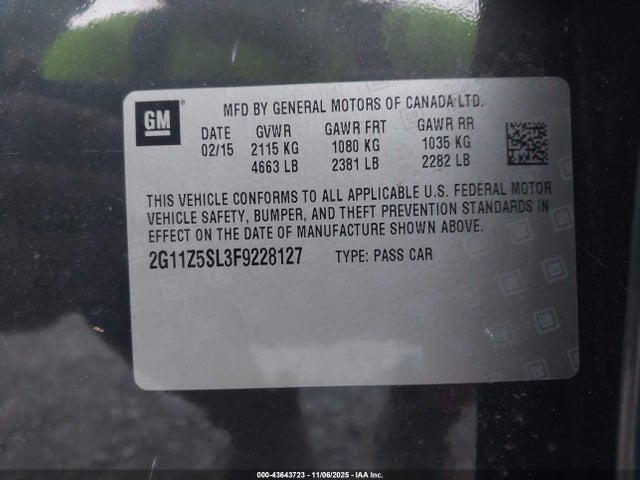 GM
MFD BY GENERAL MOTORS OF CANADA LTD.
DATE GVWR GAWR FRT GAWR RR
02/15 2115 KG 1080 KG 1035 KG
4663 LB 2381 LB 2282 LB
THIS VEHICLE CONFORMS TO ALL APPLICABLE U.S. FEDERAL MOTOR
VEHICLE SAFETY, BUMPER, AND THEFT PREVENTION STANDARDS IN
EFFECT ON THE DATE OF MANUFACTURE SHOWN ABOVE.
2G11Z5SL3F9228127 TYPE: PASS CAR
000-43643723 - 11/06/2025 - IAA Inc.